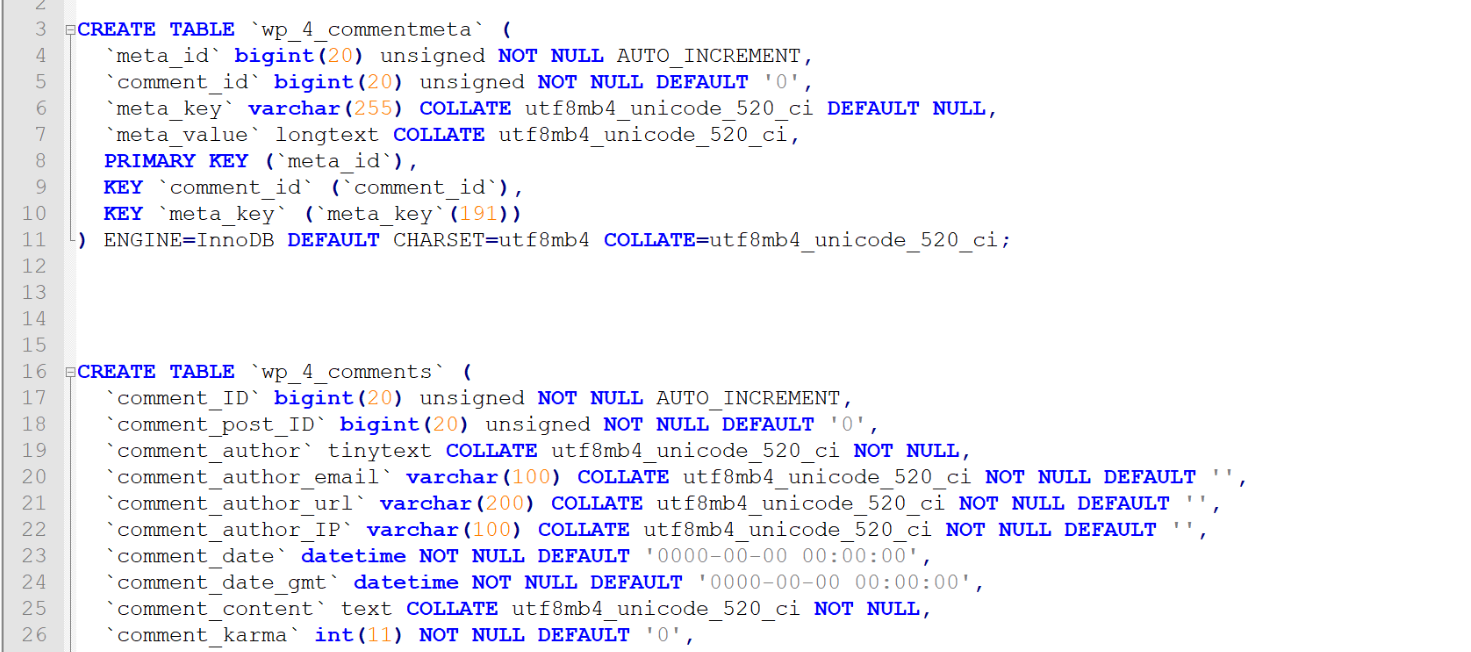 2
3 CREATE TABLE `wp_4_commentmeta` (
4 `meta_id` bigint(20) unsigned NOT NULL AUTO_INCREMENT,
5 `comment_id` bigint(20) unsigned NOT NULL DEFAULT '0',
6 `meta_key` varchar(255) COLLATE utf8mb4_unicode_520_ci DEFAULT NULL,
7 `meta_value` longtext COLLATE utf8mb4_unicode_520_ci,
8 PRIMARY KEY (`meta_id`),
9 KEY `comment_id` (`comment_id`),
10 KEY `meta_key` (`meta_key`(191))
11 ) ENGINE=InnoDB DEFAULT CHARSET=utf8mb4 COLLATE=utf8mb4_unicode_520_ci;
12
13
14
15
16 CREATE TABLE `wp_4_comments` (
17 `comment_ID` bigint(20) unsigned NOT NULL AUTO_INCREMENT,
18 `comment_post_ID` bigint(20) unsigned NOT NULL DEFAULT '0',
19 `comment_author` tinytext COLLATE utf8mb4_unicode_520_ci NOT NULL,
20 `comment_author_email` varchar(100) COLLATE utf8mb4_unicode_520_ci NOT NULL DEFAULT '',
21 `comment_author_url` varchar(200) COLLATE utf8mb4_unicode_520_ci NOT NULL DEFAULT '',
22 `comment_author_IP` varchar(100) COLLATE utf8mb4_unicode_520_ci NOT NULL DEFAULT '',
23 `comment_date` datetime NOT NULL DEFAULT '0000-00-00 00:00:00',
24 `comment_date_gmt` datetime NOT NULL DEFAULT '0000-00-00 00:00:00',
25 `comment_content` text COLLATE utf8mb4_unicode_520_ci NOT NULL,
26 `comment_karma` int(11) NOT NULL DEFAULT '0',